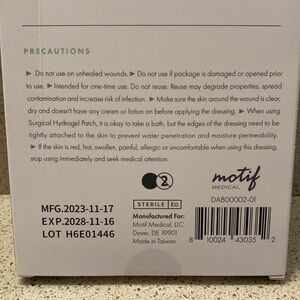 PRECAUTIONS
► Do not use on unhealed wounds. ► Do not use if package is damaged or opened prior
to use. ► Intended for one-time use. Do not reuse. Reuse may degrade properties, spread
contamination and increase risk of infection. ► Make sure the skin around the wound is clear,
dry and doesn't have any cream or lotion before applying the dressing. ► When using
Surgical Hydrogel Patch, it is okay to take a bath, but the edges of the dressing need to be
tightly attached to the skin to prevent water penetration and moisture permeability.
► If the skin is red, hot, swollen, painful, allergic or uncomfortable when using this dressing,
stop using immediately and seek medical attention.
2
motif
MEDICAL
MFG.2023-11-17
EXP.2028-11-16
LOT H6E01446
STERILE EO
Manufactured For:
Motif Medical, LLC
Dover, DE 19901
Made in Taiwan
DAB00002-01
8 10024 43035 2